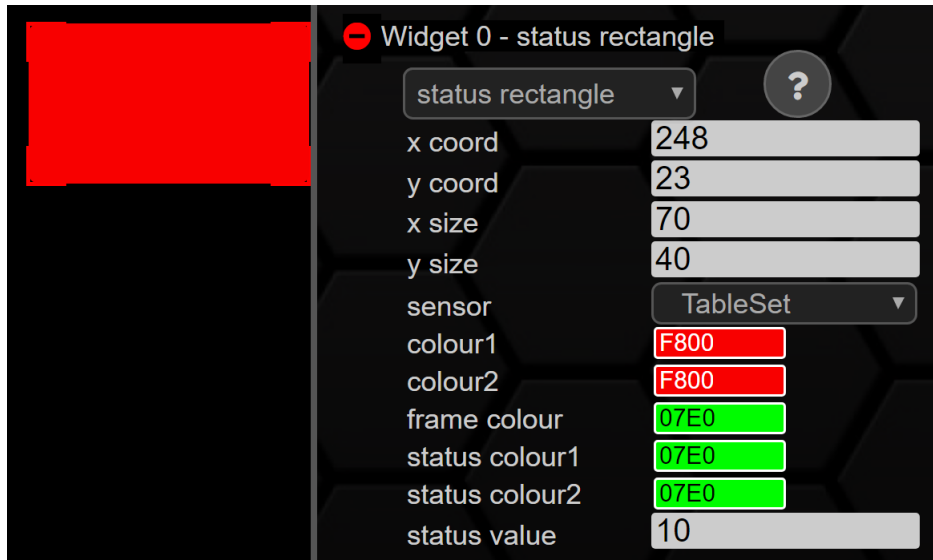 Widget 0 - status rectangle
status rectangle ▼ ?
x coord 248
y coord 23
x size 70
y size 40
sensor TableSet ▼
colour1 F800
colour2 F800
frame colour 07E0
status colour1 07E0
status colour2 07E0
status value 10